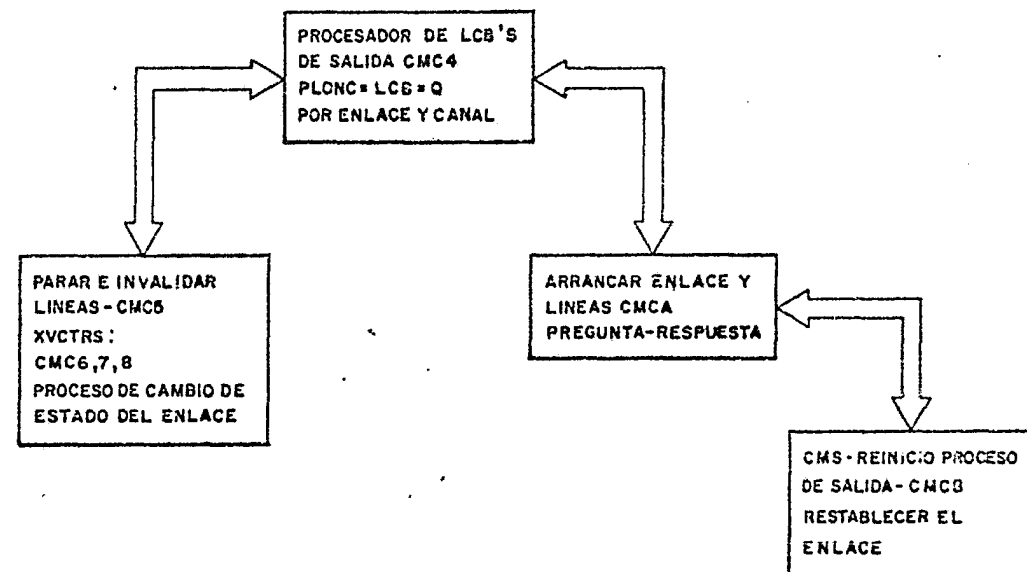 PROCESADOR DE LCB'S
DE SALIDA CMC4
PLCNC= LCB=Q
POR ENLACE Y CANAL
PARAR E INVALIDAR
LINEAS-CMC5
XVCTRS:
CMC6,7,8
PROCESO DE CAMBIO DE
ESTADO DEL ENLACE
ARRANCAR ENLACE Y
LINEAS CMCA
PREGUNTA-RESPUESTA
CMS-REINICIO PROCESO
DE SALIDA-CMCB
RESTABLECER EL
ENLACE